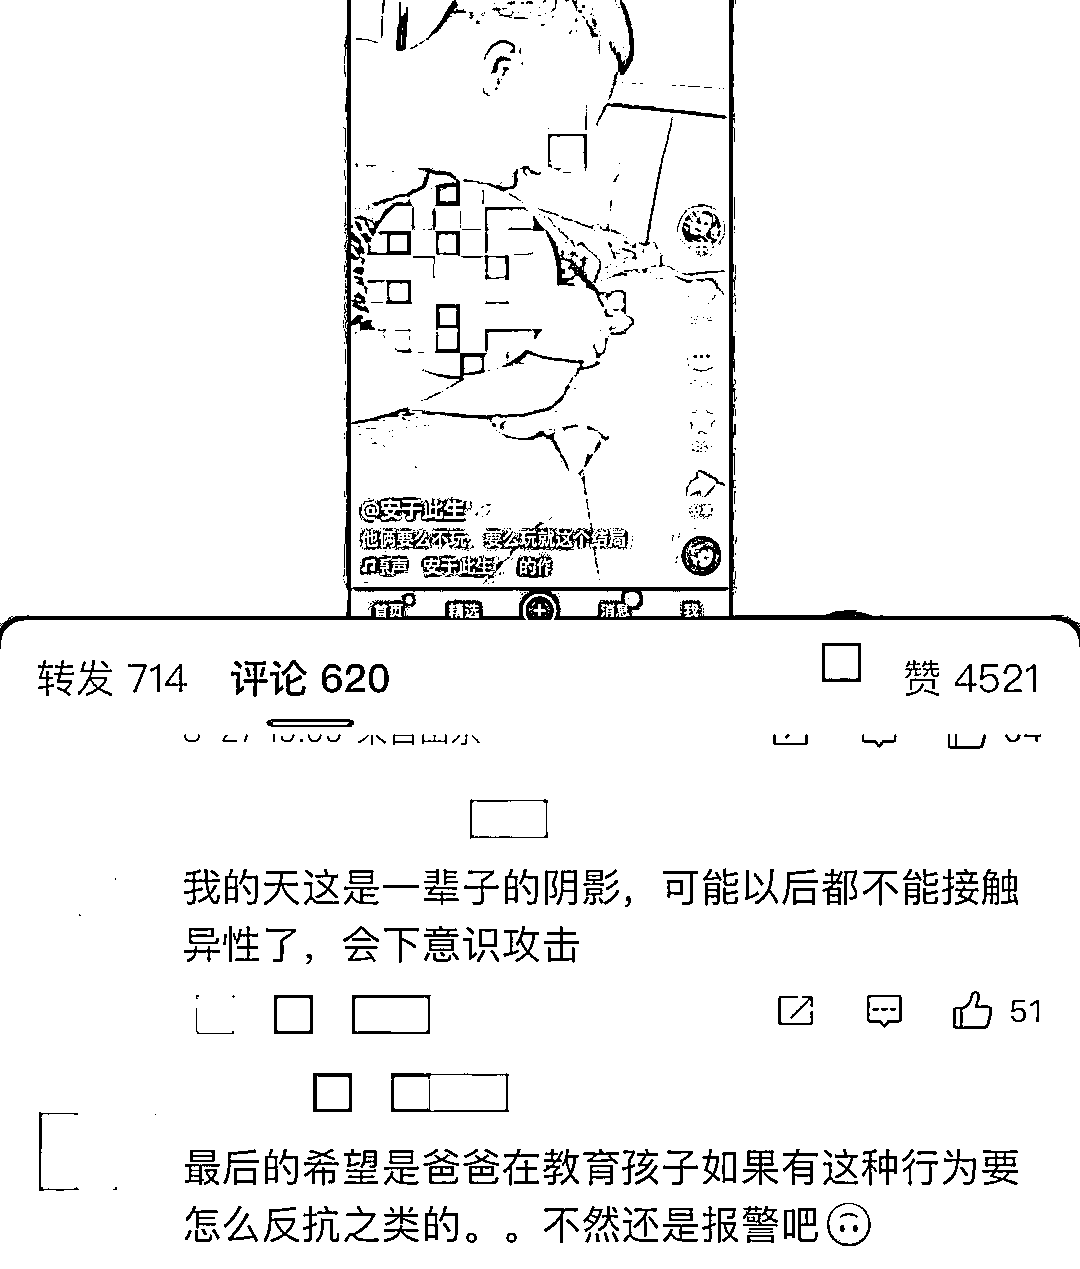 @安于此生
他俩要么不玩，要么玩就这个结局
原声 安于此生 的作
首页 精选 消息 我
转发 714 评论 620 赞 4521
我的天这是一辈子的阴影，可能以后都不能接触
异性了，会下意识攻击
51
最后的希望是爸爸在教育孩子如果有这种行为要
怎么反抗之类的。。不然还是报警吧🙃